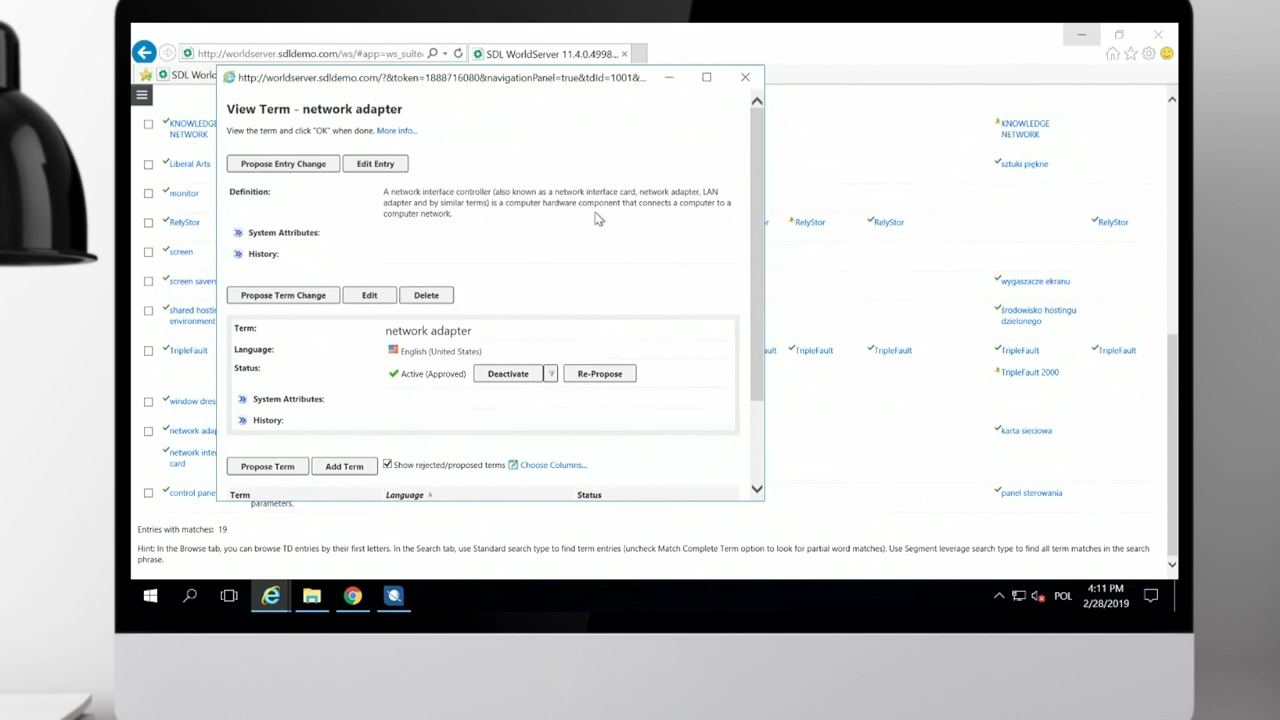 http://worldserver.sdldemo.com/ws/#app=ws_suite
SDL WorldServer 11.4.0.4998...
SDL World
http://worldserver.sdldemo.com/?&token=1888716080&navigationPanel=true&tdId=1001&...
View Term - network adapter
View the term and click "OK" when done. More info...
Propose Entry Change Edit Entry
Definition: A network interface controller (also known as a network interface card, network adapter, LAN
adapter and by similar terms) is a computer hardware component that connects a computer to a
computer network.
System Attributes:
History:
Propose Term Change Edit Delete
Term: network adapter
Language: English (United States)
Status: Active (Approved) Deactivate Re-Propose
System Attributes:
History:
Propose Term Add Term Show rejected/proposed terms Choose Columns...
Term Language Status
KNOWLEDGE
NETWORK
KNOWLEDGE
NETWORK
Liberal Arts sztuki piękne
monitor
RelyStor RelyStor RelyStor RelyStor
screen
screen savers wygaszacze ekranu
shared hosting
environment
środowisko hostingu
dzielonego
TripleFault TripleFault TripleFault TripleFault TripleFault
TripleFault 2000
window
network karta sieciowa
network
card
control panel panel sterowania
parameters.
Entries with matches: 19
Hint: In the Browse tab, you can browse TD entries by their first letters. In the Search tab, use Standard search type to find term entries (uncheck Match Complete Term option to look for partial word matches). Use Segment leverage search type to find all term matches in the search
phrase.
POL
4:11 PM
2/28/2019